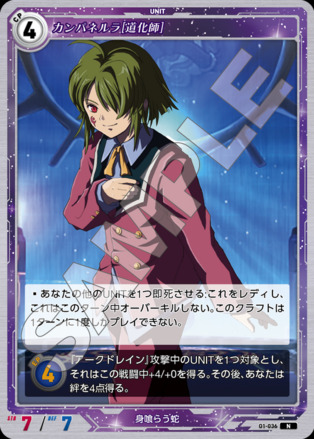 UNIT
C.P
4
カンパネルラ[道化師]
SAMPLE
・あなたの他のUNITを1つ即死させる:これをレディし、
これはこのターン中オーバーキルしない。このクラフトは
1ターンに1度しかプレイできない。
4
[アークドレイン]攻撃中のUNITを1つ対象とし、
それはこの戦闘中+4/+0を得る。その後、あなたは
絆を4点得る。
7 / 7
身喰らう蛇
01-036 N